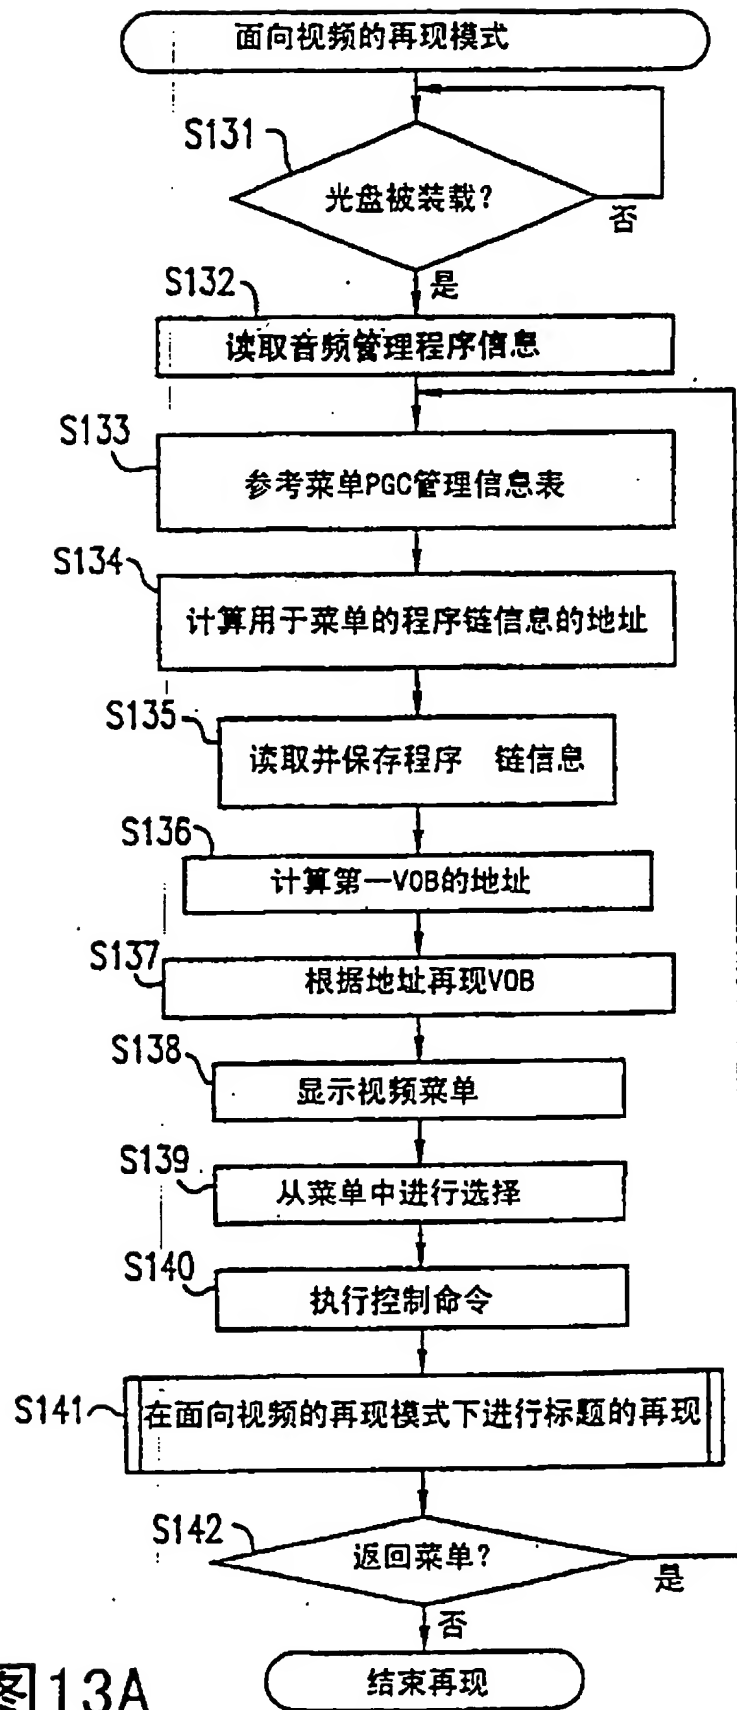 面向视频的再现模式
S131
光盘被装载?
否
是
S132
读取音频管理程序信息
S133
参考菜单PGC管理信息表
S134
计算用于菜单的程序链信息的地址
S135
读取并保存程序 链信息
S136
计算第一VOB的地址
S137
根据地址再现VOB
S138
显示视频菜单
S139
从菜单中进行选择
S140
执行控制命令
S141
在面向视频的再现模式下进行标题的再现
S142
返回菜单?
是
否
结束再现
图13A